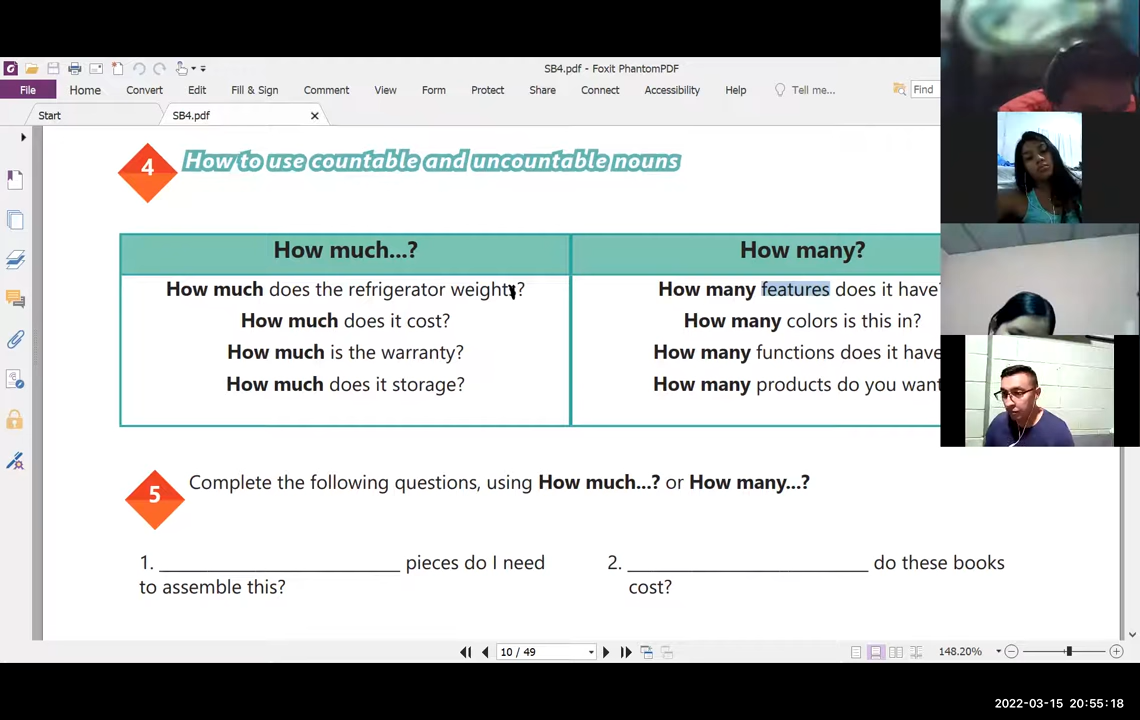 SB4.pdf - Foxit PhantomPDF
File Home Convert Edit Fill & Sign Comment View Form Protect Share Connect Accessibility Help Tell me... Find
Start SB4.pdf
4 How to use countable and uncountable nouns
How much...? How many?
How much does the refrigerator weight? How many features does it have?
How much does it cost? How many colors is this in?
How much is the warranty? How many functions does it have
How much does it storage? How many products do you want
5 Complete the following questions, using How much...? or How many...?
1. ________________ pieces do I need 2. ________________ do these books
to assemble this? cost?
10 / 49 148.20%
2022-03-15 20:55:18